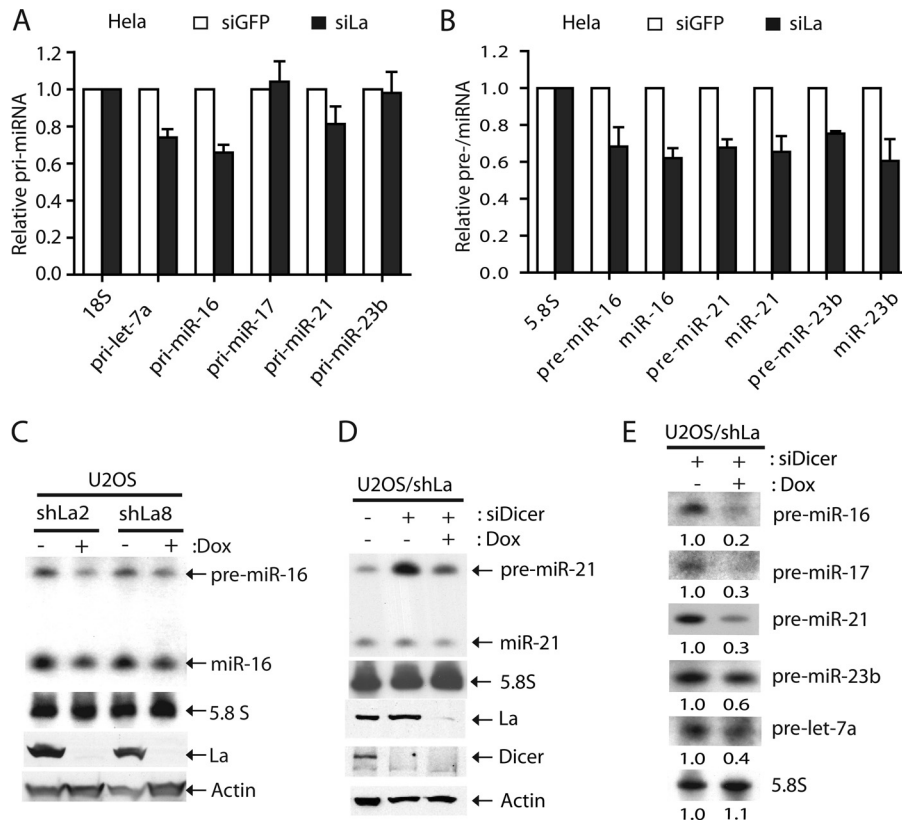 A
Hela
siGFP
siLa
Relative pri-miRNA
1.2
1.0
0.8
0.6
0.4
0.2
0.0
18S
pri-let-7a
pri-miR-16
pri-miR-17
pri-miR-21
pri-miR-23b
B
Hela
siGFP
siLa
Relative pre-/miRNA
1.2
1.0
0.8
0.6
0.4
0.2
0.0
5.8S
pre-miR-16
miR-16
pre-miR-21
miR-21
pre-miR-23b
miR-23b
C
U2OS
shLa2 shLa8
- + - + :Dox
pre-miR-16
miR-16
5.8 S
La
Actin
D
U2OS/shLa
- + + : siDicer
- + : Dox
pre-miR-21
miR-21
5.8S
La
Dicer
Actin
E
U2OS/shLa
+ + : siDicer
- + : Dox
pre-miR-16
1.0 0.2
pre-miR-17
1.0 0.3
pre-miR-21
1.0 0.3
pre-miR-23b
1.0 0.6
pre-let-7a
1.0 0.4
5.8S
1.0 1.1